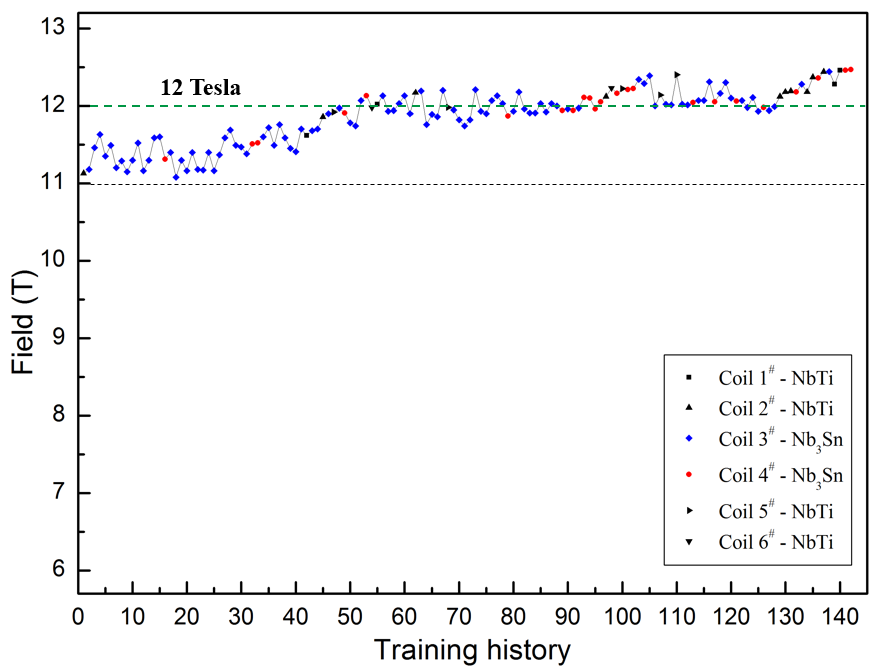 13
12 Tesla
12
11
10
9
8
7
6
Field (T)
Coil 1# - NbTi
Coil 2# - NbTi
Coil 3# - Nb3Sn
Coil 4# - Nb3Sn
Coil 5# - NbTi
Coil 6# - NbTi
0 10 20 30 40 50 60 70 80 90 100 110 120 130 140
Training history